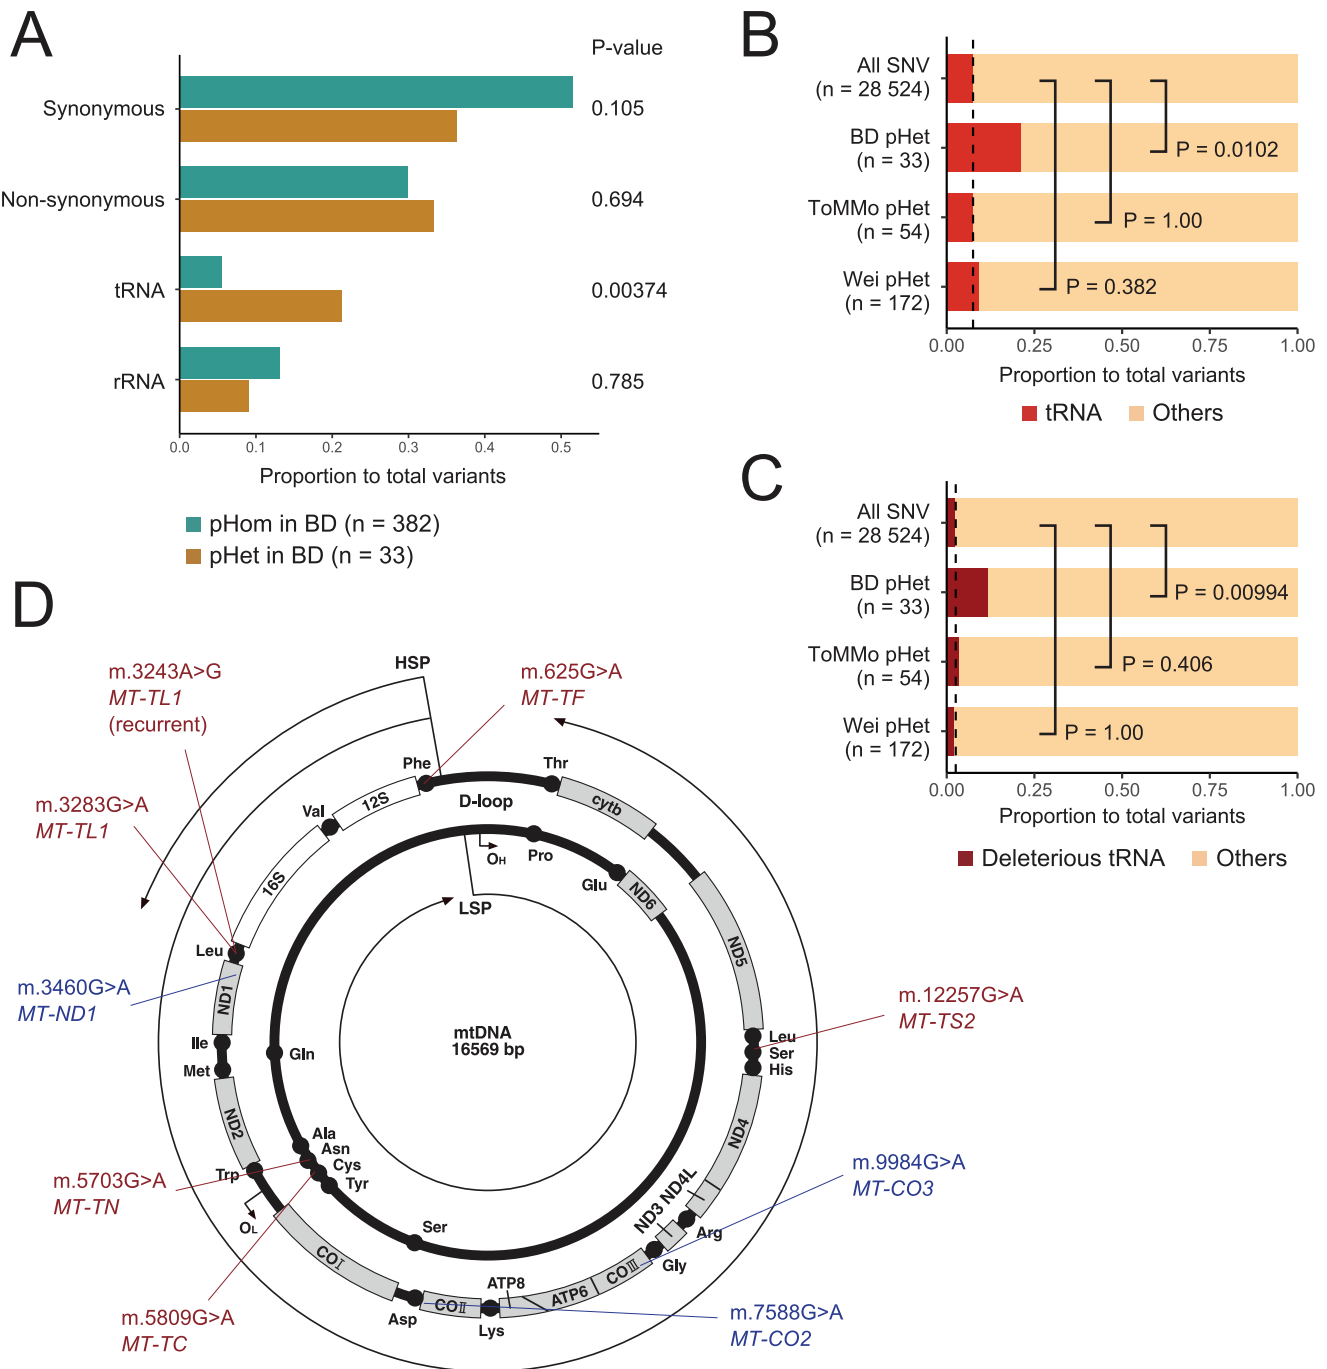 A
P-value
Synonymous
0.105
Non-synonymous
0.694
tRNA
0.00374
rRNA
0.785
0.0 0.1 0.2 0.3 0.4 0.5
Proportion to total variants
pHom in BD (n = 382)
pHet in BD (n = 33)
B
All SNV
(n = 28 524)
BD pHet
(n = 33)
P = 0.0102
ToMMo pHet
(n = 54)
P = 1.00
Wei pHet
(n = 172)
P = 0.382
0.00 0.25 0.50 0.75 1.00
Proportion to total variants
tRNA Others
C
All SNV
(n = 28 524)
BD pHet
(n = 33)
P = 0.00994
ToMMo pHet
(n = 54)
P = 0.406
Wei pHet
(n = 172)
P = 1.00
0.00 0.25 0.50 0.75 1.00
Proportion to total variants
Deleterious tRNA Others
D
m.3243A>G
MT-TL1
(recurrent)
HSP
m.625G>A
MT-TF
m.3283G>A
MT-TL1
Phe
Thr
Val
12S
D-loop
cytb
OH
Pro
16S
Glu
ND6
LSP
Leu
ND5
m.3460G>A
MT-ND1
ND1
m.12257G>A
MT-TS2
mtDNA
16569 bp
Leu
Ser
His
Ile
Gln
Met
ND2
ND4
Ala
Asn
Cys
Tyr
Trp
m.5703G>A
MT-TN
m.9984G>A
MT-CO3
ND3 ND4L
OL
Ser
Arg
Gly
COⅠ
COⅢ
ATP8
ATP6
COⅡ
Asp
Lys
m.5809G>A
MT-TC
m.7588G>A
MT-CO2